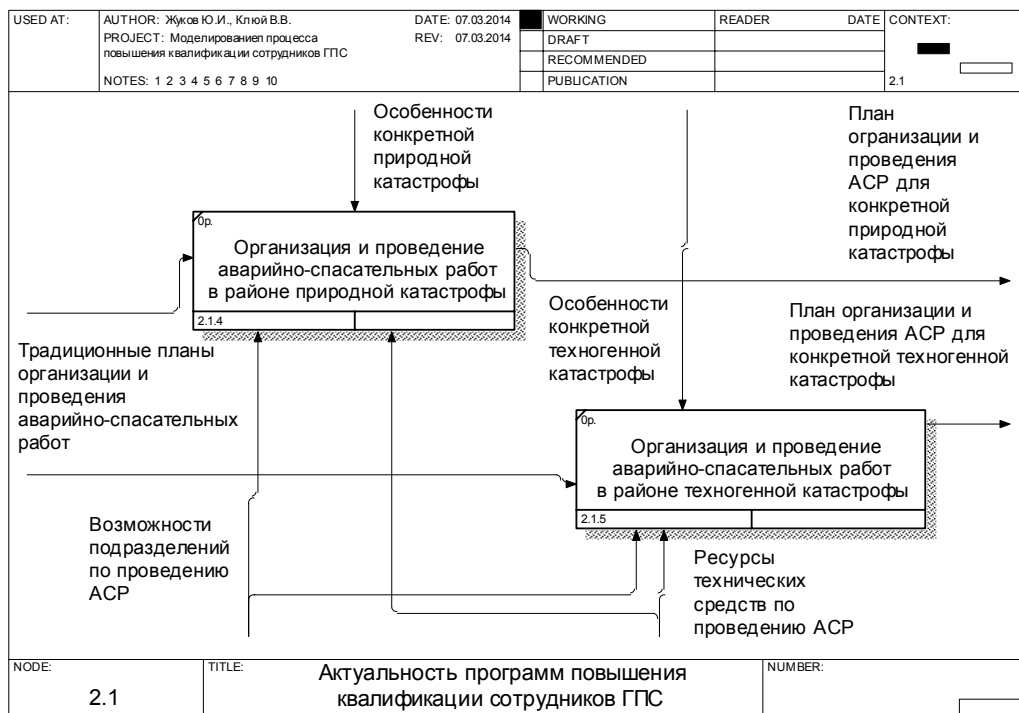 USED AT:
AUTHOR: Жуков Ю.И., Клюй В.В.
DATE: 07.03.2014
PROJECT: Моделированиеп процесса
повышения квалификации сотрудников ГПС
REV: 07.03.2014
NOTES: 1 2 3 4 5 6 7 8 9 10
WORKING
DRAFT
RECOMMENDED
PUBLICATION
READER
DATE
CONTEXT:
2.1
Особенности
конкретной
природной
катастрофы
План
огранизации и
проведения
АСР для
конкретной
природной
катастрофы
0р.
Организация и проведение
аварийно-спасательных работ
в районе природной катастрофы
2.1.4
Традиционные планы
организации и
проведения
аварийно-спасательных
работ
Особенности
конкретной
техногенной
катастрофы
План организации и
проведения АСР для
конкретной техногенной
катастрофы
0р.
Организация и проведение
аварийно-спасательных работ
в районе техногенной катастрофы
2.1.5
Возможности
подразделений
по проведению
АСР
Ресурсы
технических
средств по
проведению АСР
NODE:
2.1
TITLE:
Актуальность программ повышения
квалификации сотрудников ГПС
NUMBER: